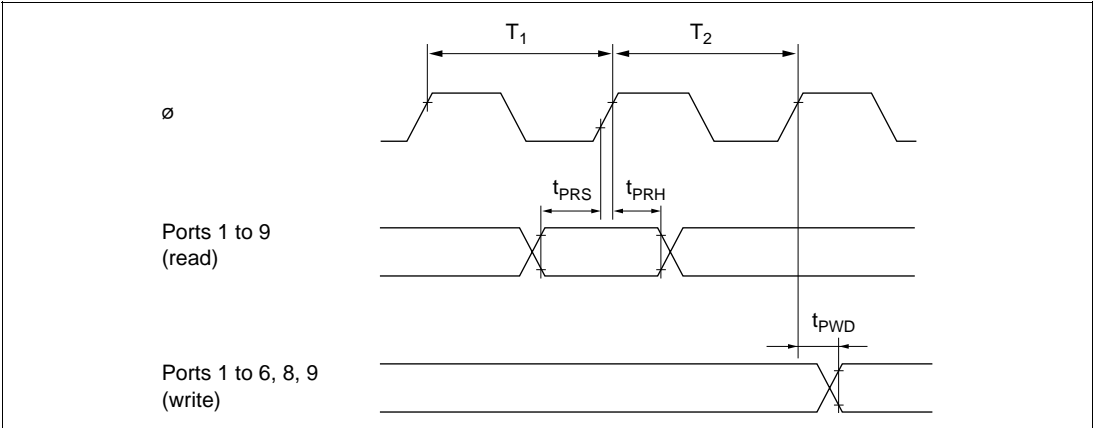 T1 T2
ø
tPRS tPRH
Ports 1 to 9
(read)
tPWD
Ports 1 to 6, 8, 9
(write)